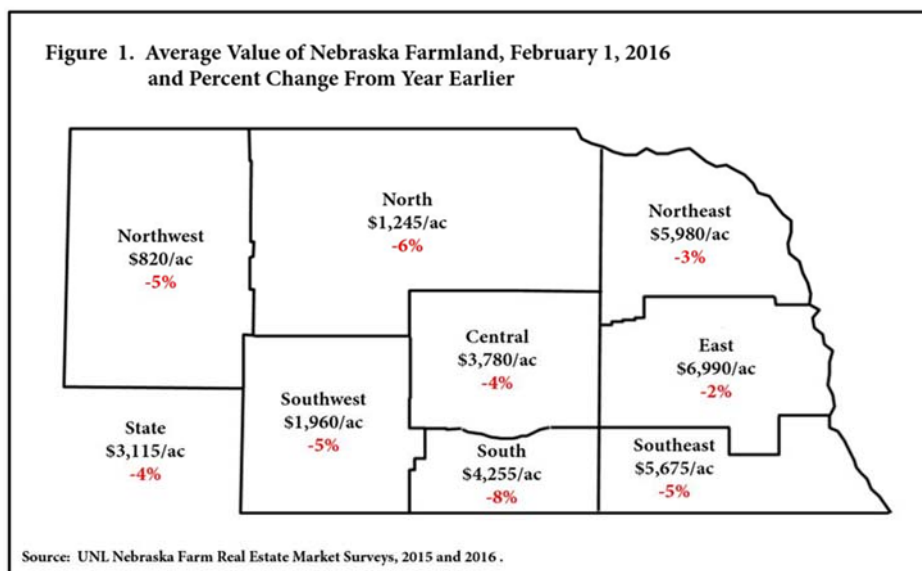 Figure 1. Average Value of Nebraska Farmland, February 1, 2016
and Percent Change From Year Earlier
Northwest
$820/ac
-5%
North
$1,245/ac
-6%
Northeast
$5,980/ac
-3%
Central
$3,780/ac
-4%
East
$6,990/ac
-2%
Southwest
$1,960/ac
-5%
State
$3,115/ac
-4%
South
$4,255/ac
-8%
Southeast
$5,675/ac
-5%
Source: UNL Nebraska Farm Real Estate Market Surveys, 2015 and 2016 .